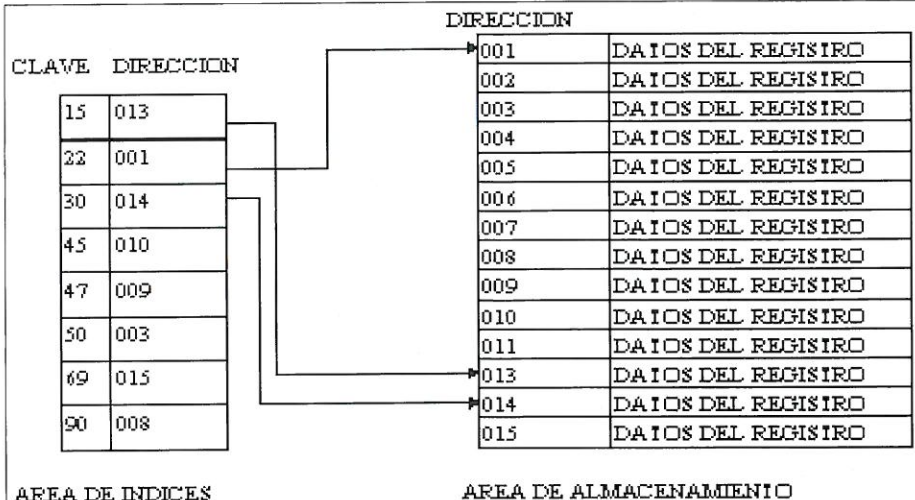 DIRECCION
CLAVE DIRECCION
15 013
22 001
30 014
45 010
47 009
50 003
69 015
90 008
001 DATOS DEL REGISTRO
002 DATOS DEL REGISTRO
003 DATOS DEL REGISTRO
004 DATOS DEL REGISTRO
005 DATOS DEL REGISTRO
006 DATOS DEL REGISTRO
007 DATOS DEL REGISTRO
008 DATOS DEL REGISTRO
009 DATOS DEL REGISTRO
010 DATOS DEL REGISTRO
011 DATOS DEL REGISTRO
013 DATOS DEL REGISTRO
014 DATOS DEL REGISTRO
015 DATOS DEL REGISTRO
AREA DE INDICES
AREA DE ALMACENAMIENTO